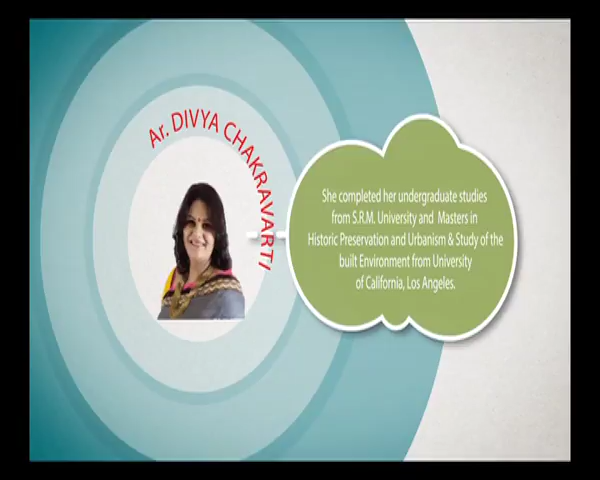 Ar. DIVYA CHAKRAVARTI
She completed her undergraduate studies
from S.R.M. University and Masters in
Historic Preservation and Urbanism & Study of the
built Environment from University
of California, Los Angeles.